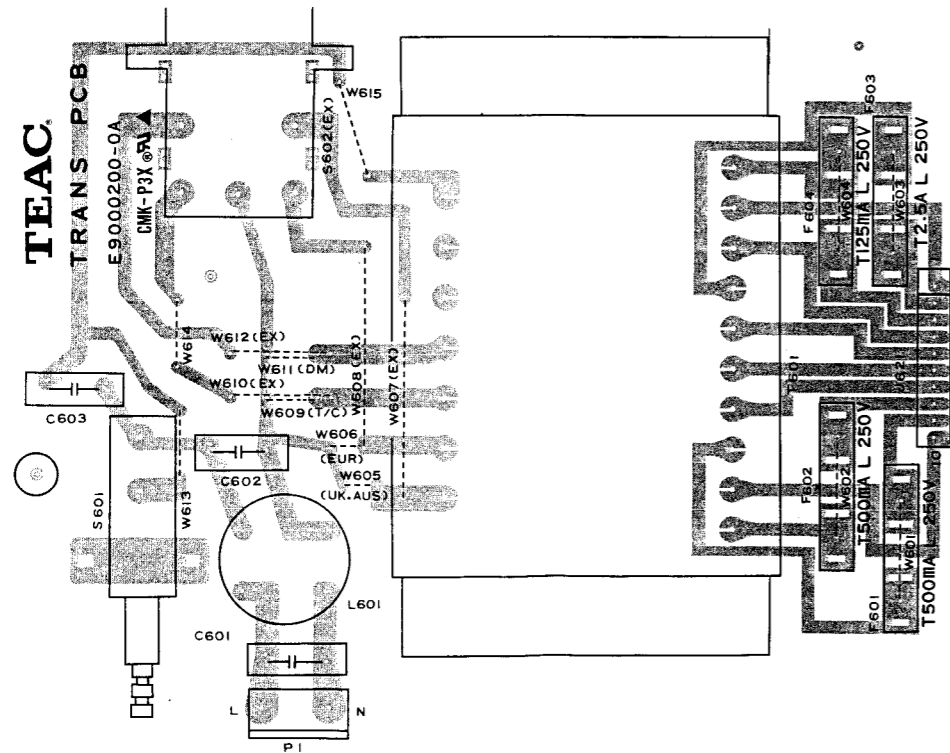 TEAC
TRANS PCB
E9000200-0A
CMK-P3X
S602(EX)
W615
W614
W612(EX)
W611(DM)
W610(EX)
W609(T/C)
W608(EX)
W607(EX)
W606
(EUR)
W605
(UK.AUS)
C603
C602
S601
W613
L601
C601
L
N
P1
F603
F604
T125MA L 250V
W604
W603
T2.5A L 250V
F602
W602
T500MA L 250V
F601
W601
T500MA L 250V